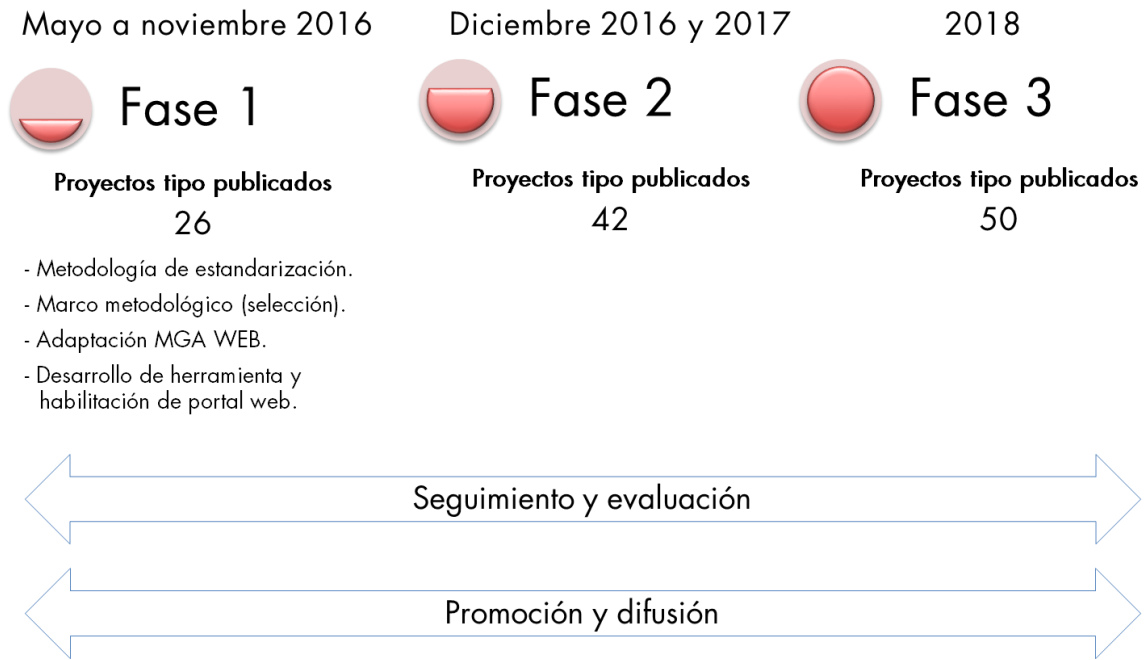 Mayo a noviembre 2016
Diciembre 2016 y 2017
2018
Fase 1
Fase 2
Fase 3
Proyectos tipo publicados
26
Proyectos tipo publicados
42
Proyectos tipo publicados
50
- Metodología de estandarización.
- Marco metodológico (selección).
- Adaptación MGA WEB.
- Desarrollo de herramienta y
habilitación de portal web.
Seguimiento y evaluación
Promoción y difusión